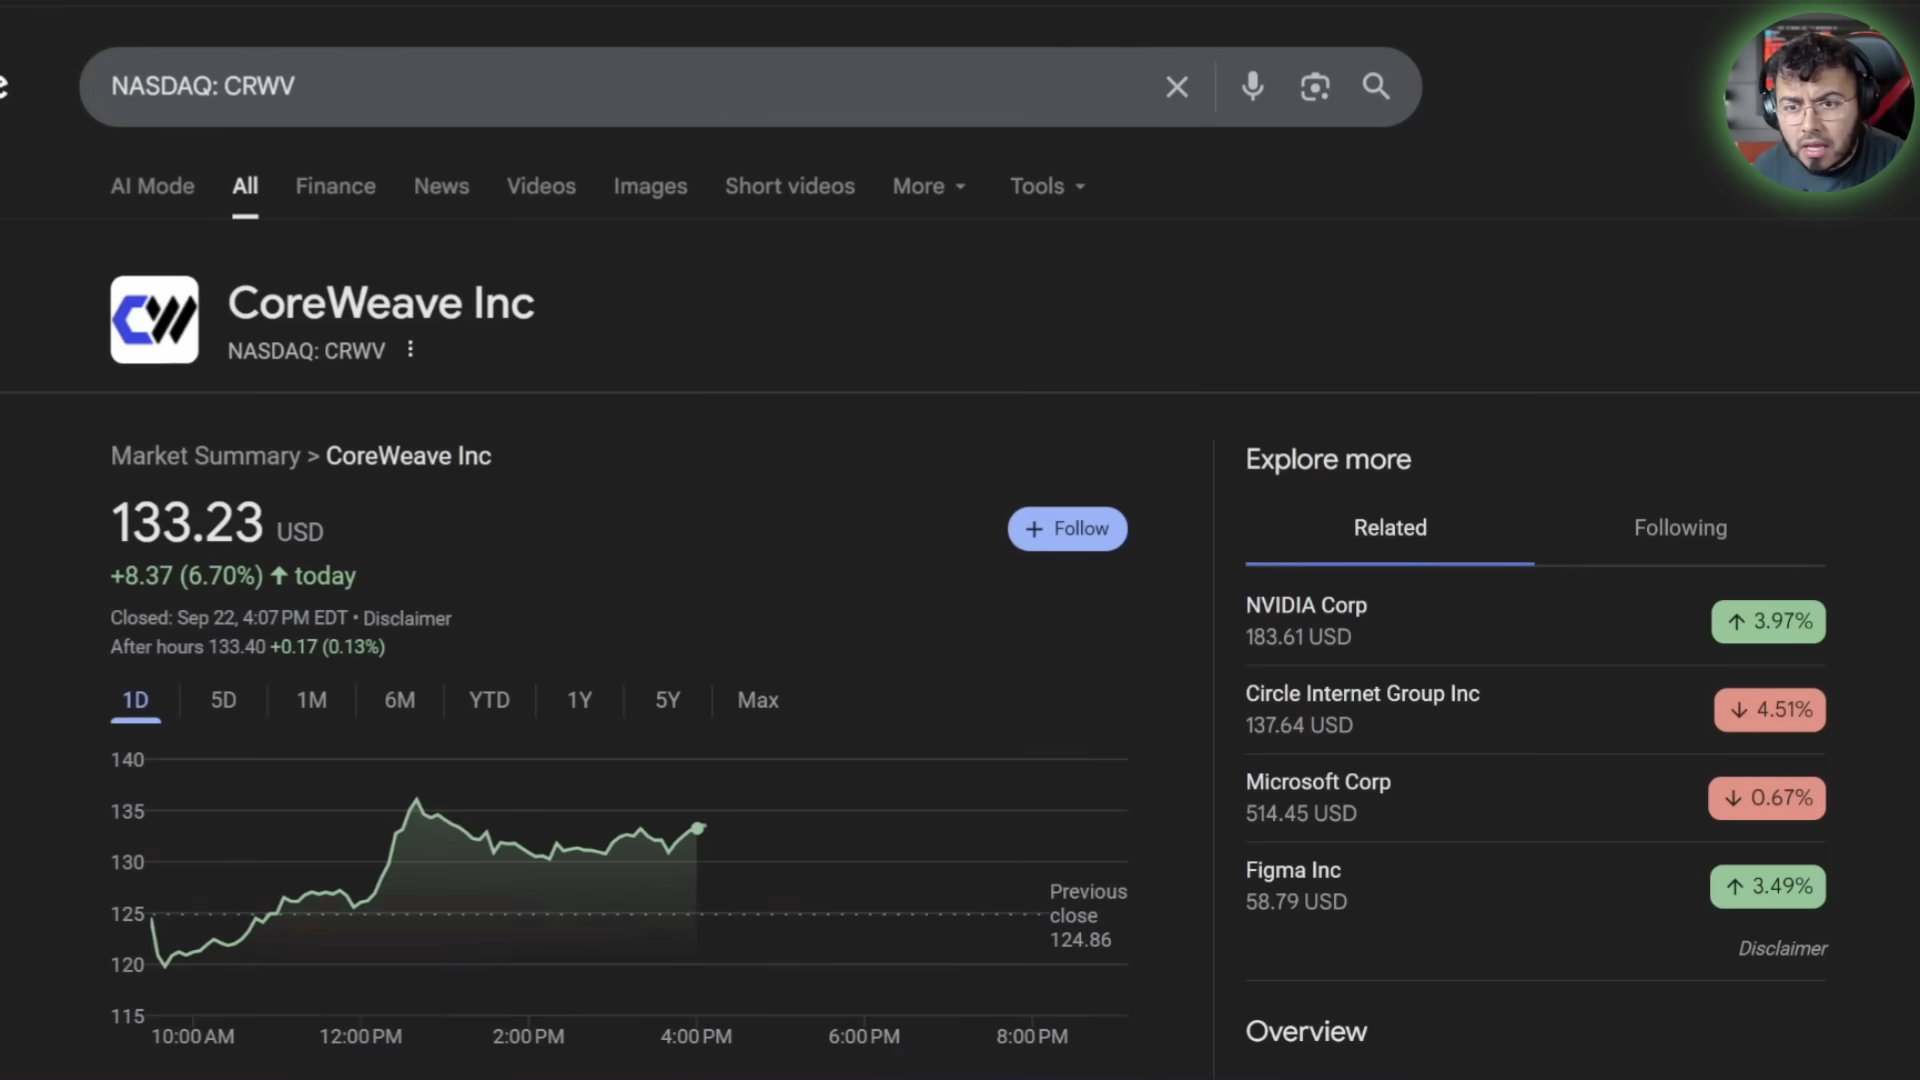 NASDAQ: CRWV
AI Mode
All
Finance
News
Videos
Images
Short videos
More
Tools
CW
CoreWeave Inc
NASDAQ: CRWV
Market Summary > CoreWeave Inc
133.23 USD
+ Follow
+8.37 (6.70%) ↑ today
Closed: Sep 22, 4:07 PM EDT • Disclaimer
After hours 133.40 +0.17 (0.13%)
1D
5D
1M
6M
YTD
1Y
5Y
Max
140
135
130
125
120
115
Previous
close
124.86
10:00 AM
12:00 PM
2:00 PM
4:00 PM
6:00 PM
8:00 PM
Explore more
Related
Following
NVIDIA Corp
183.61 USD
↑ 3.97%
Circle Internet Group Inc
137.64 USD
↓ 4.51%
Microsoft Corp
514.45 USD
↓ 0.67%
Figma Inc
58.79 USD
↑ 3.49%
Disclaimer
Overview